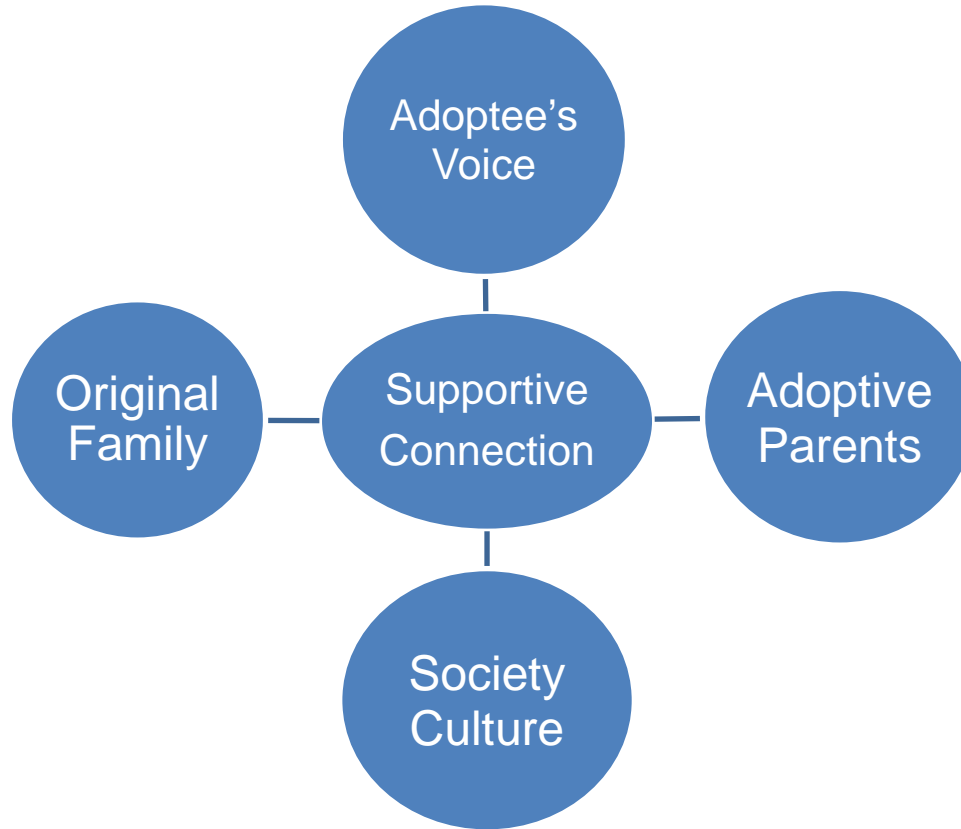 Adoptee’s
Voice
Original
Family
Supportive
Connection
Adoptive
Parents
Society
Culture